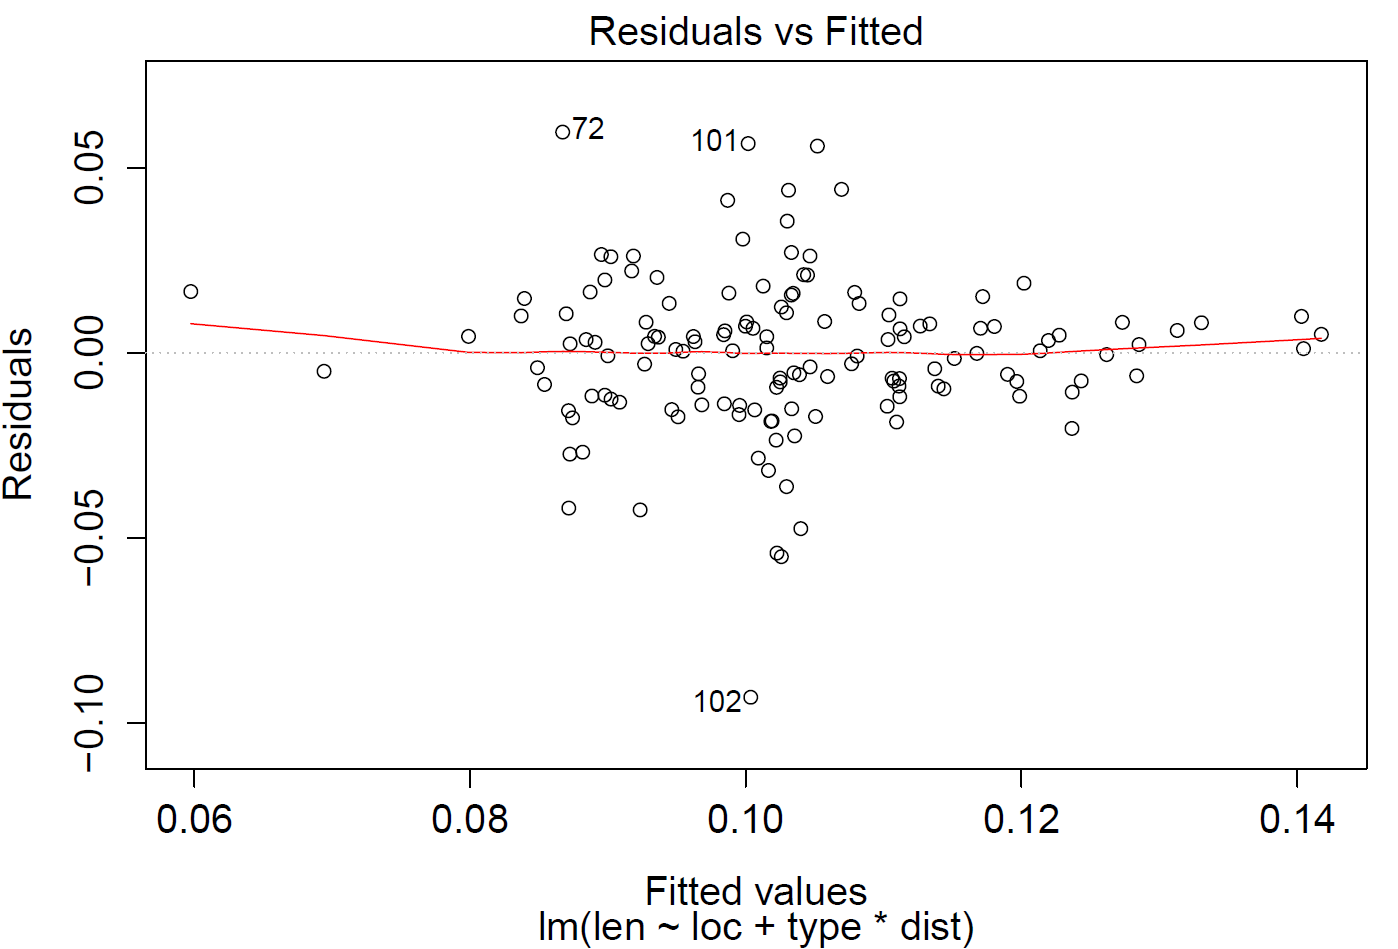 Residuals vs Fitted
72
101
102
0.05
0.00
−0.05
−0.10
Residuals
0.06 0.08 0.10 0.12 0.14
Fitted values
lm(len ~ loc + type * dist)